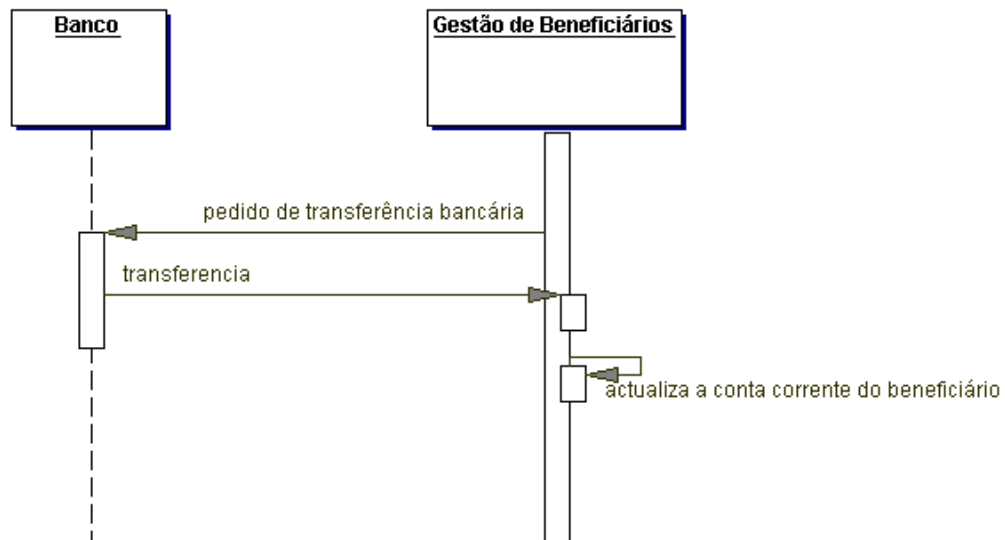 Banco
Gestão de Beneficiários
pedido de transferência bancária
transferencia
actualiza a conta corrente do beneficiário